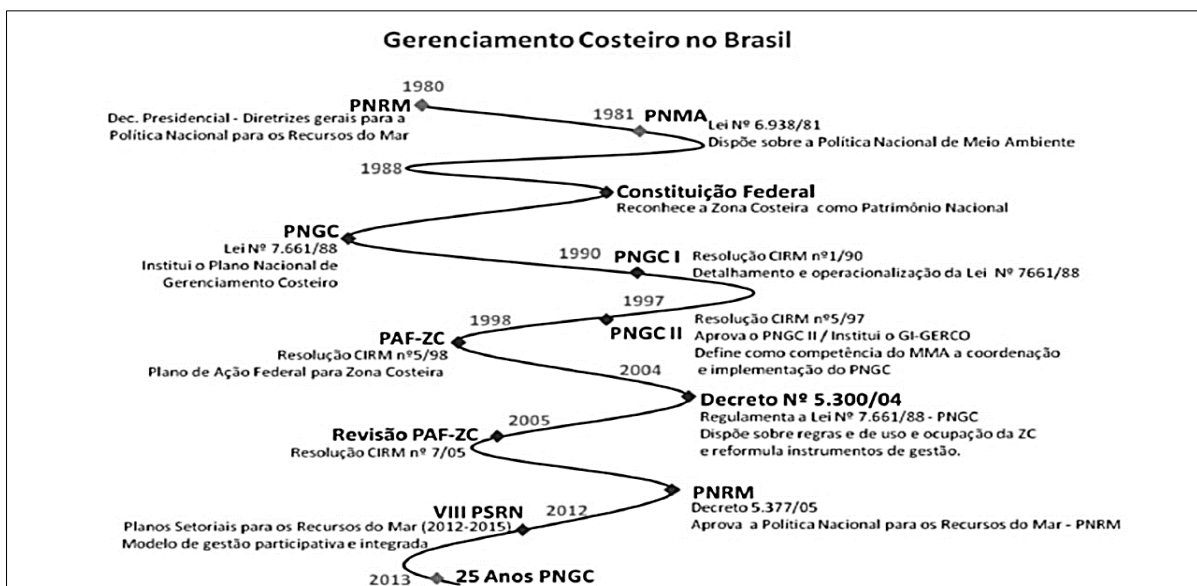 Gerenciamento Costeiro no Brasil
1980
PNRM
Dec. Presidencial - Diretrizes gerais para a
Política Nacional para os Recursos do Mar
1981
PNMA
Lei Nº 6.938/81
Dispõe sobre a Política Nacional de Meio Ambiente
1988
Constituição Federal
Reconhece a Zona Costeira como Patrimônio Nacional
PNGC
Lei Nº 7.661/88
Institui o Plano Nacional de
Gerenciamento Costeiro
1990
PNGC I
Resolução CIRM nº1/90
Detalhamento e operacionalização da Lei Nº 7661/88
1997
PNGC II
Resolução CIRM nº5/97
Aprova o PNGC II / Institui o GI-GERCO
Define como competência do MMA a coordenação
e implementação do PNGC
1998
PAF-ZC
Resolução CIRM nº5/98
Plano de Ação Federal para Zona Costeira
2004
Decreto Nº 5.300/04
Regulamenta a Lei Nº 7.661/88 - PNGC
Dispõe sobre regras e de uso e ocupação da ZC
e reformula instrumentos de gestão.
2005
Revisão PAF-ZC
Resolução CIRM nº 7/05
PNRM
Decreto 5.377/05
Aprova a Política Nacional para os Recursos do Mar - PNRM
2012
VIII PSRN
Planos Setoriais para os Recursos do Mar (2012-2015)
Modelo de gestão participativa e integrada
2013
25 Anos PNGC